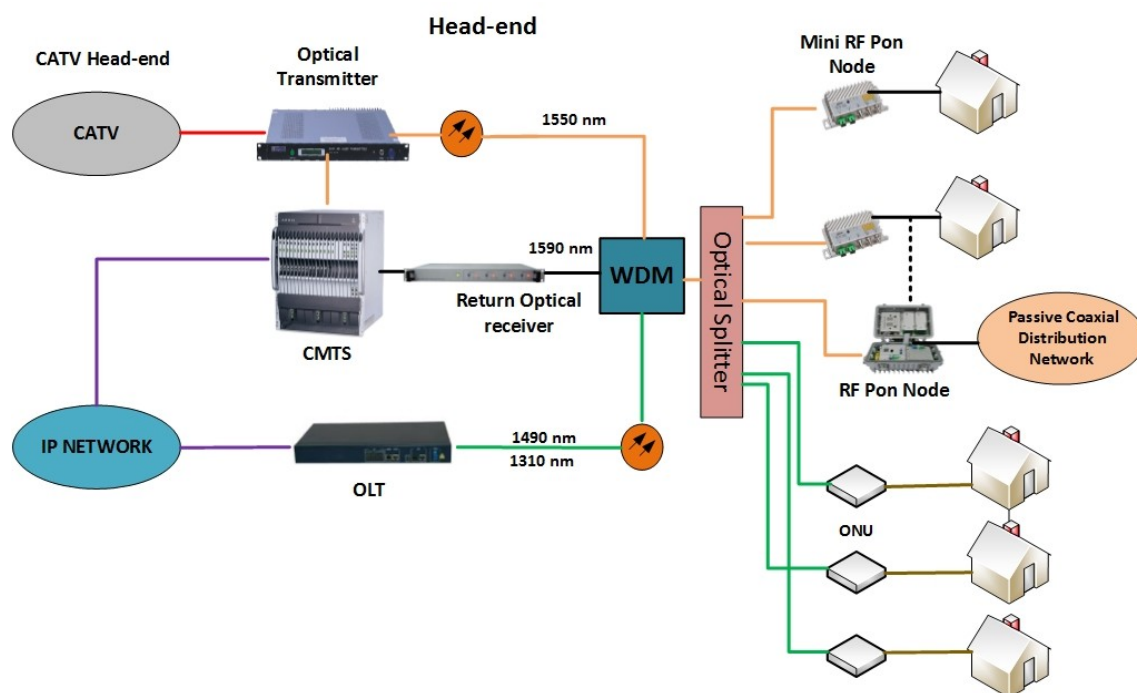 Head-end
CATV Head-end
Optical
Transmitter
Mini RF Pon
Node
CATV
1550 nm
1590 nm
WDM
Optical Splitter
Return Optical
receiver
CMTS
Passive Coaxial
Distribution
Network
RF Pon Node
IP NETWORK
1490 nm
1310 nm
OLT
ONU